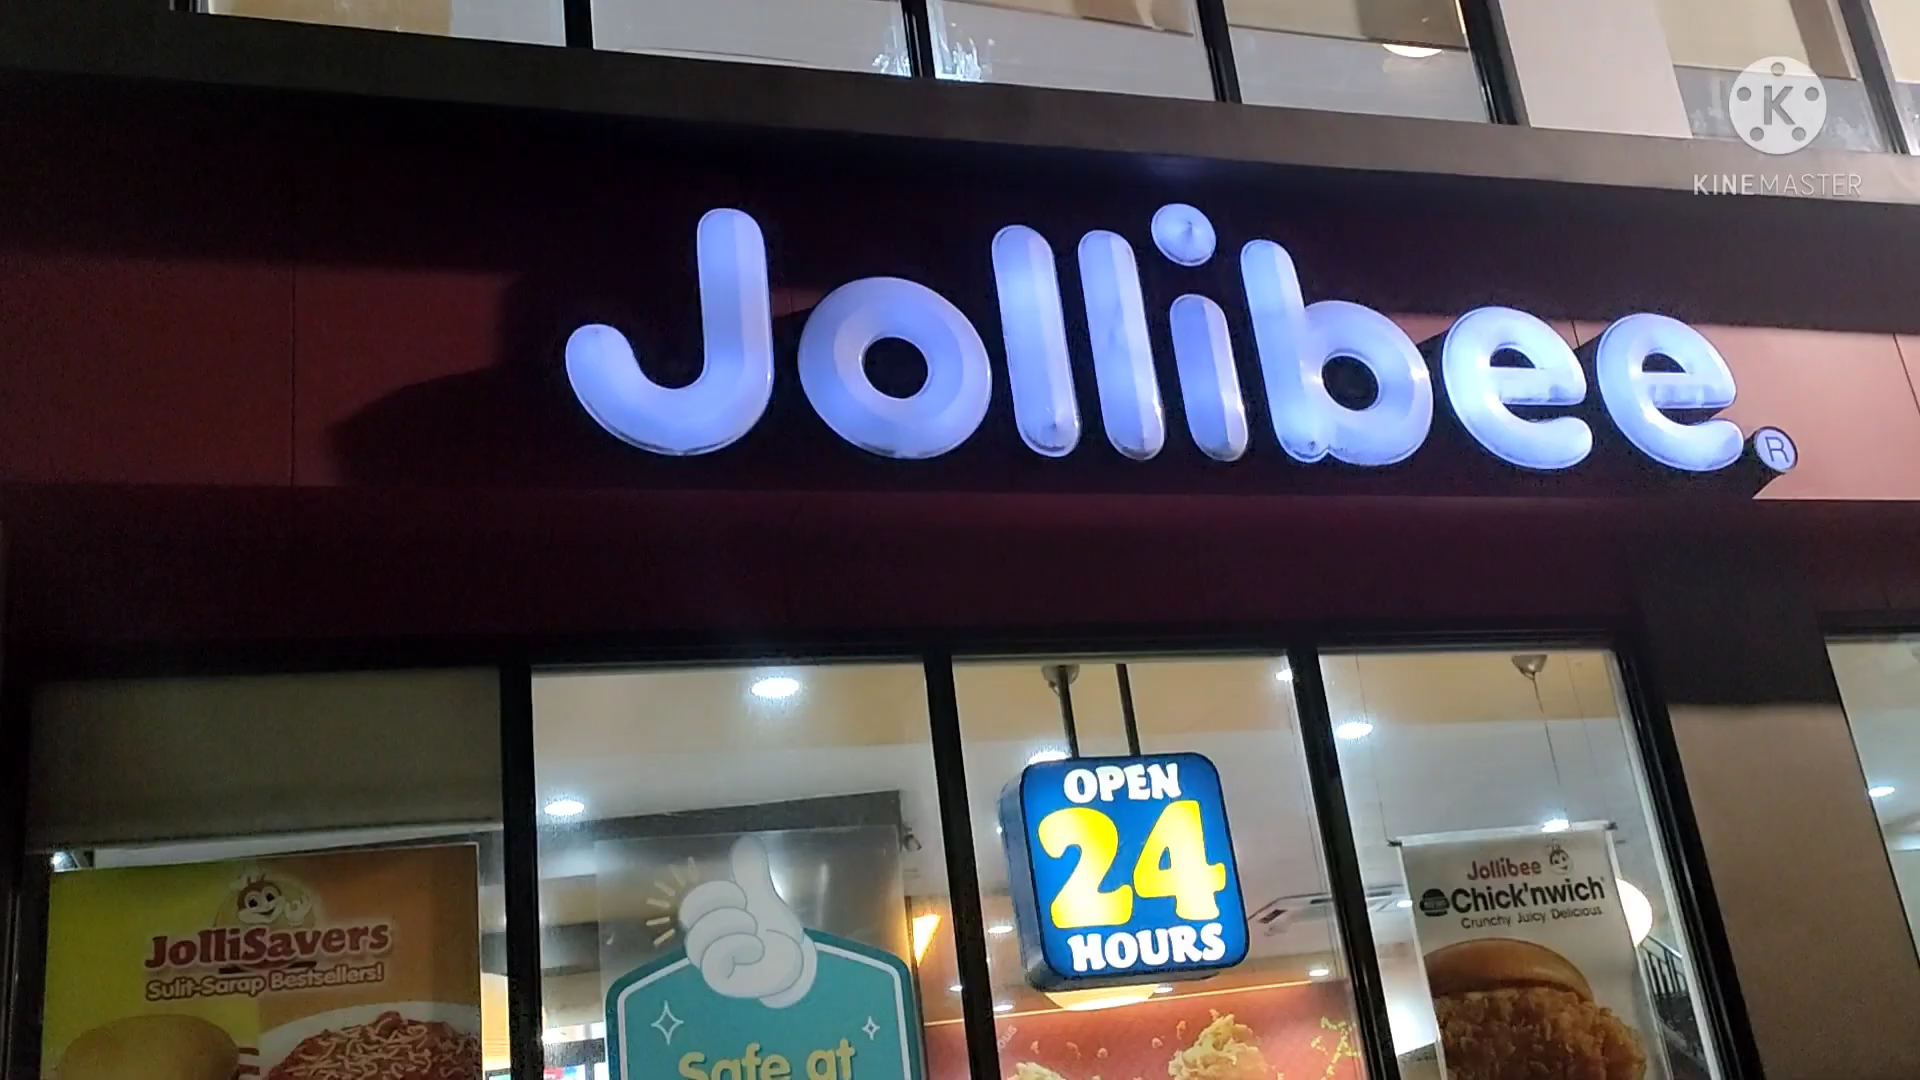 K
KINEMASTER
Jollibee
R
OPEN
24
HOURS
JolliSavers
Sulit-Sarap Bestsellers!
Safe at
Jollibee
Chick'nwich
Crunchy Juicy Delicious